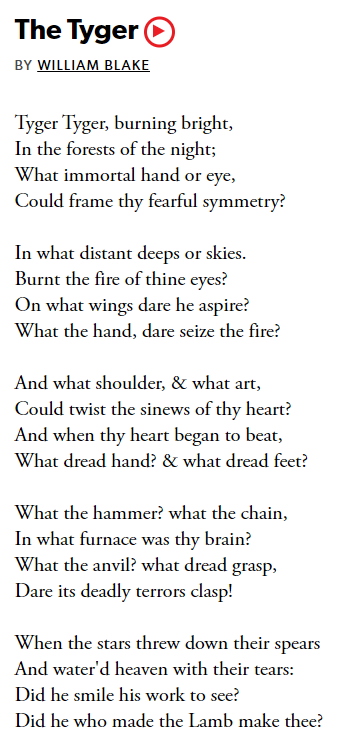 The Tyger
BY WILLIAM BLAKE
Tyger Tyger, burning bright,
In the forests of the night;
What immortal hand or eye,
Could frame thy fearful symmetry?
In what distant deeps or skies.
Burnt the fire of thine eyes?
On what wings dare he aspire?
What the hand, dare seize the fire?
And what shoulder, & what art,
Could twist the sinews of thy heart?
And when thy heart began to beat,
What dread hand? & what dread feet?
What the hammer? what the chain,
In what furnace was thy brain?
What the anvil? what dread grasp,
Dare its deadly terrors clasp!
When the stars threw down their spears
And water'd heaven with their tears:
Did he smile his work to see?
Did he who made the Lamb make thee?